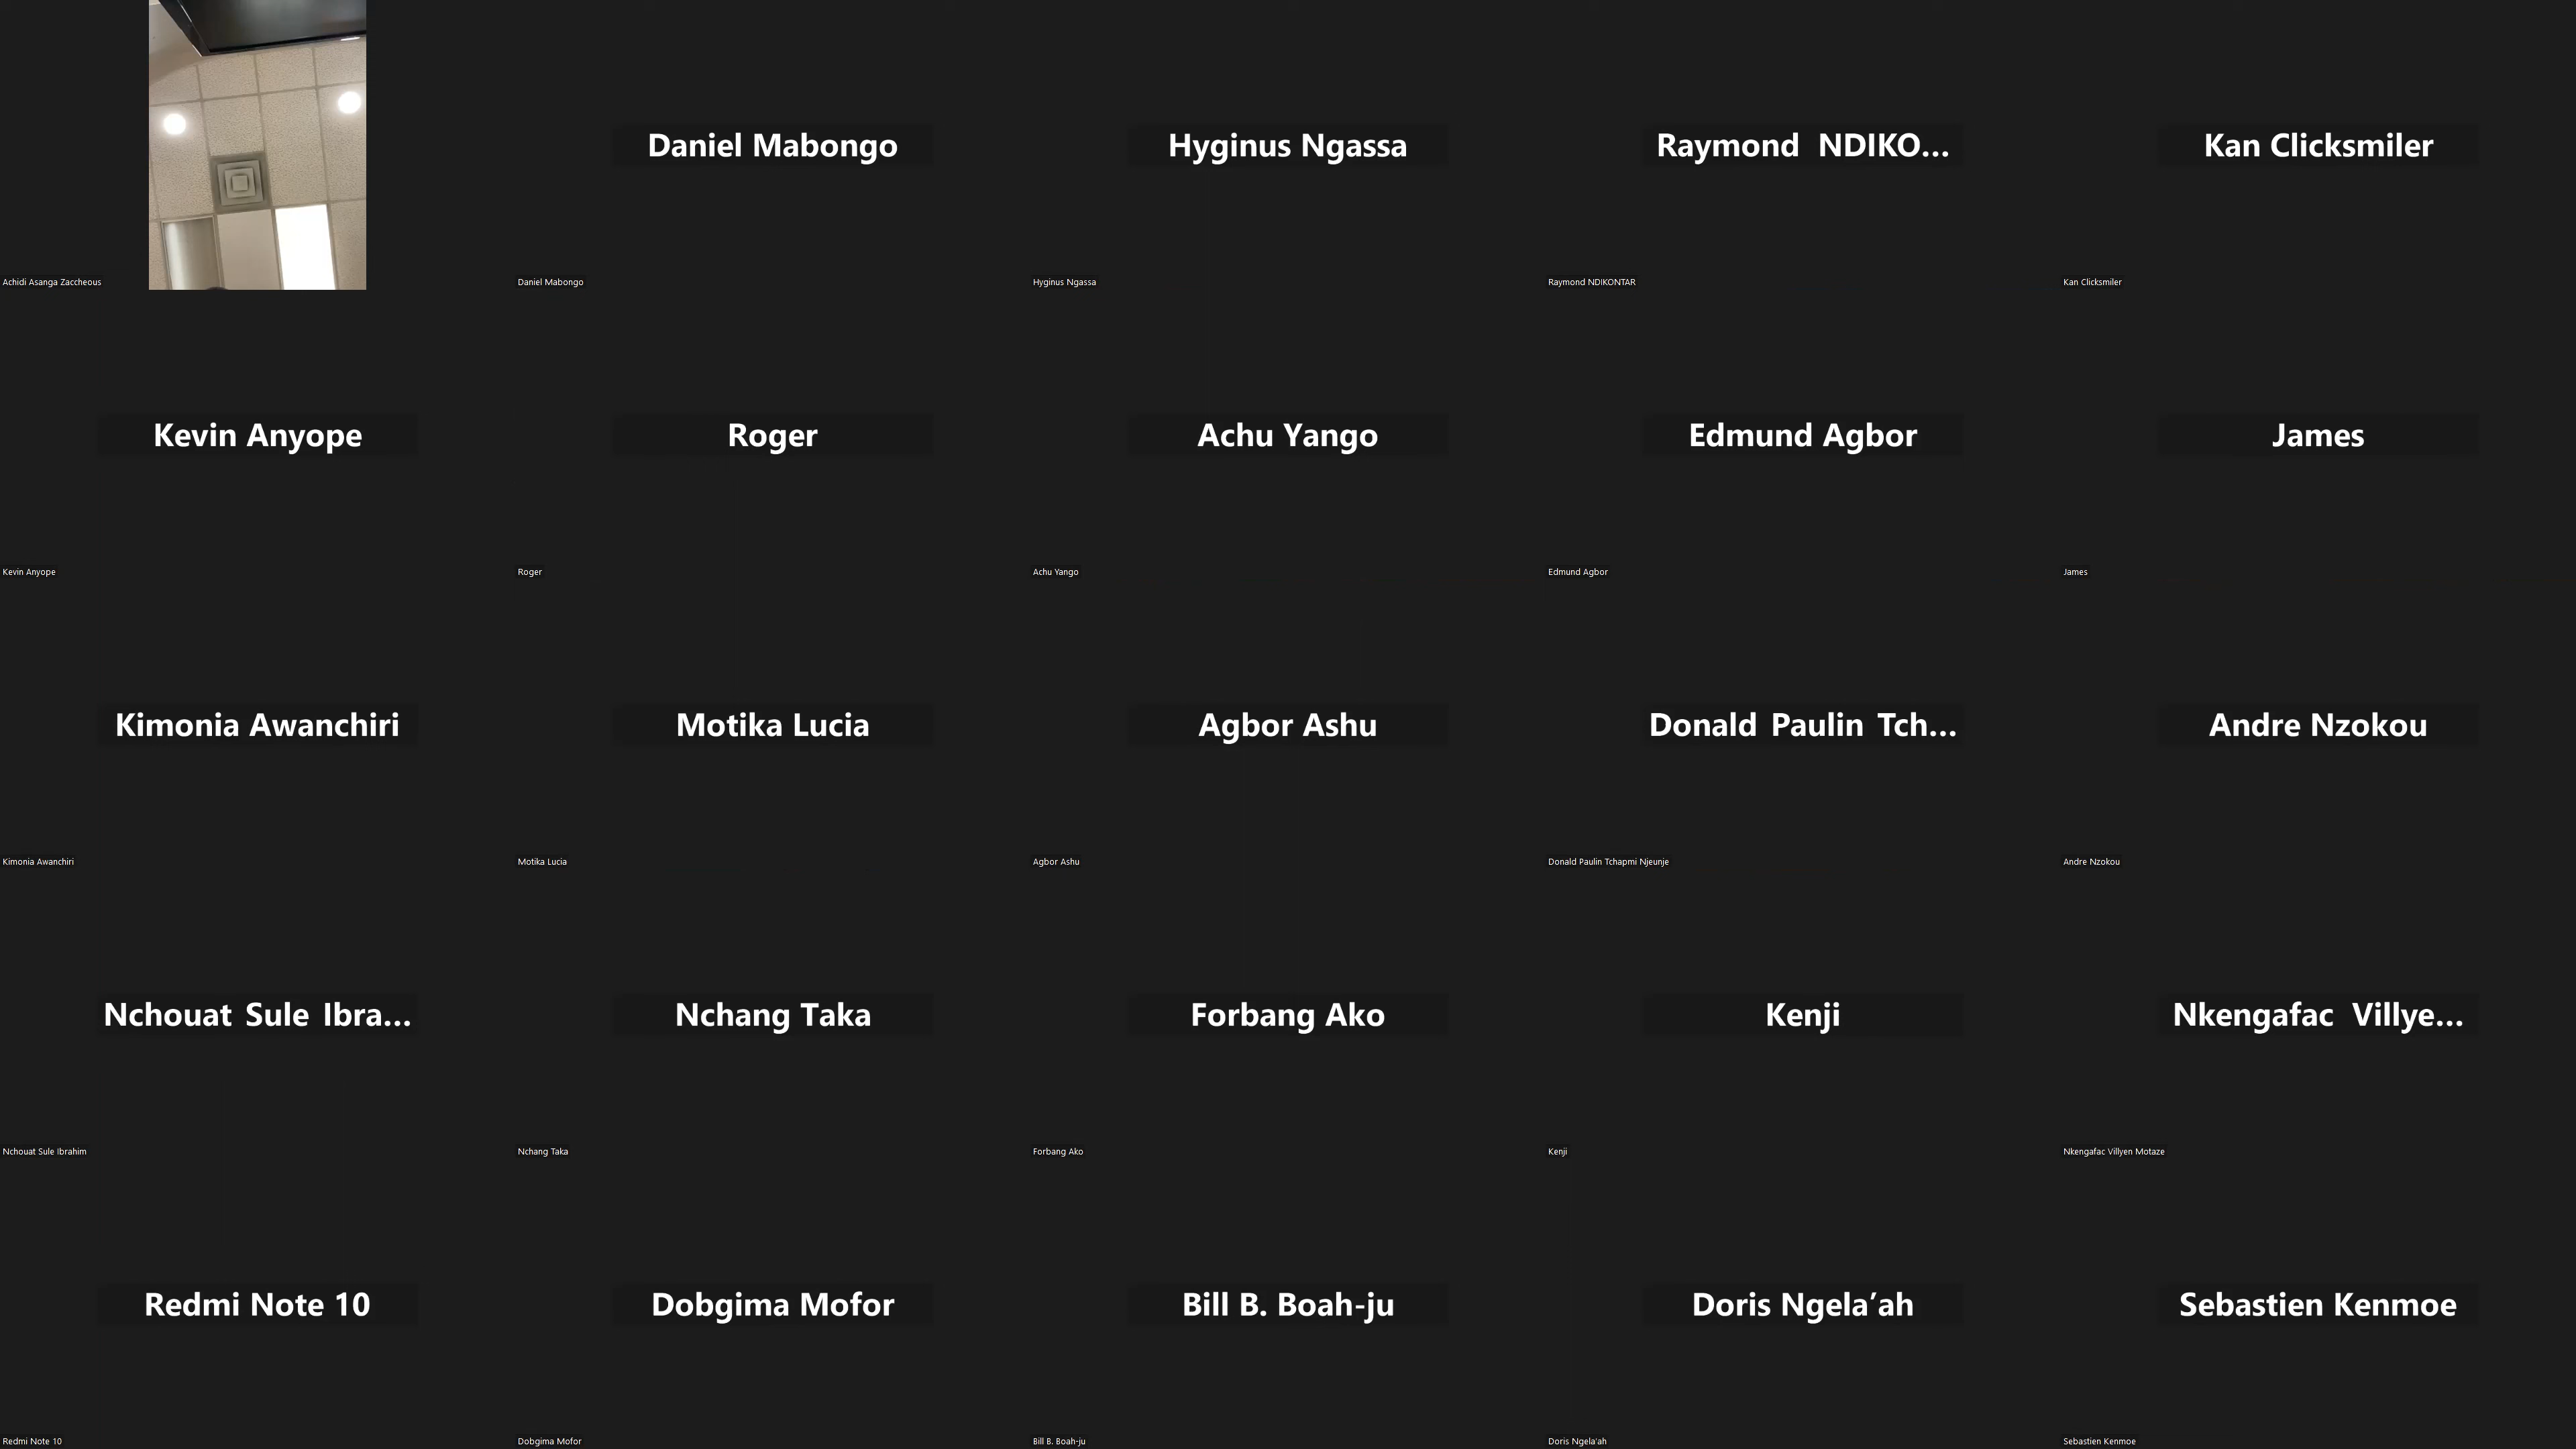 Daniel Mabongo
Hyginus Ngassa
Raymond NDIKO...
Kan Clicksmiler
Achidi Asanga Zaccheous
Daniel Mabongo
Hyginus Ngassa
Raymond NDIKONTAR
Kan Clicksmiler
Kevin Anyope
Roger
Achu Yango
Edmund Agbor
James
Kevin Anyope
Roger
Achu Yango
Edmund Agbor
James
Kimonia Awanchiri
Motika Lucia
Agbor Ashu
Donald Paulin Tch...
Andre Nzokou
Kimonia Awanchiri
Motika Lucia
Agbor Ashu
Donald Paulin Tchapmi Njeunje
Andre Nzokou
Nchouat Sule Ibra...
Nchang Taka
Forbang Ako
Kenji
Nkengafac Villye...
Nchouat Sule Ibrahim
Nchang Taka
Forbang Ako
Kenji
Nkengafac Villyen Motaze
Redmi Note 10
Dobgima Mofor
Bill B. Boah-ju
Doris Ngela’ah
Sebastien Kenmoe
Redmi Note 10
Dobgima Mofor
Bill B. Boah-ju
Doris Ngela’ah
Sebastien Kenmoe